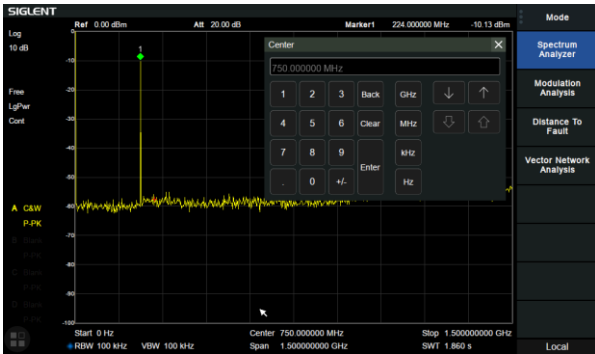 SIGLENT
Ref 0.00 dBm Att 20.00 dB Marker1 224.000000 MHz -10.13 dBm
Log
10 dB
Free
LgPwr
Cont
A C&W
P-PK
0
-10
-20
-30
-40
-50
-60
-70
-80
-90
-100
1
Center
750.000000 MHz
1 2 3 Back GHz
4 5 6 Clear MHz
7 8 9 Enter kHz
. 0 +/- Hz
Start 0 Hz Center 750.000000 MHz Stop 1.500000000 GHz
RBW 100 kHz VBW 100 kHz Span 1.500000000 GHz SWT 1.860 s
Mode
Spectrum
Analyzer
Modulation
Analysis
Distance To
Fault
Vector Network
Analysis
Local